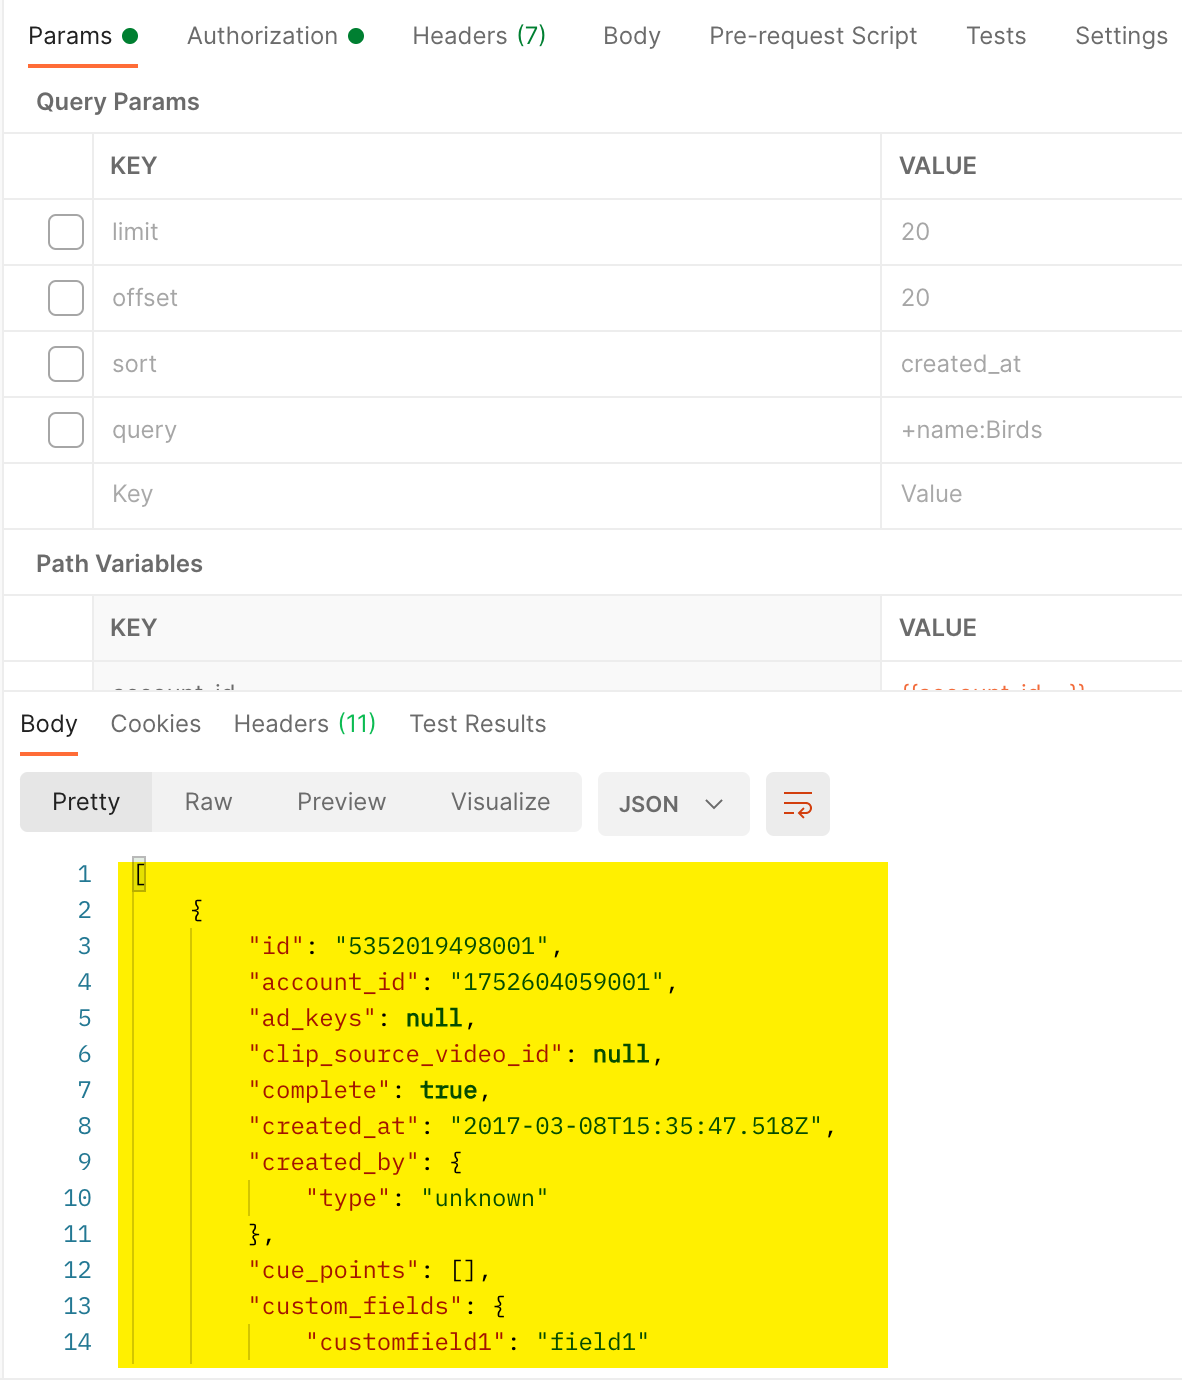 Params Authorization Headers (7) Body Pre-request Script Tests Settings
Query Params
KEY VALUE
limit 20
offset 20
sort created_at
query +name:Birds
Key Value
Path Variables
KEY VALUE
account_id {{account_id }}
Body Cookies Headers (11) Test Results
Pretty Raw Preview Visualize JSON
1 [
2 {
3 "id": "5352019498001",
4 "account_id": "1752604059001",
5 "ad_keys": null,
6 "clip_source_video_id": null,
7 "complete": true,
8 "created_at": "2017-03-08T15:35:47.518Z",
9 "created_by": {
10 "type": "unknown"
11 },
12 "cue_points": [],
13 "custom_fields": {
14 "customfield1": "field1"